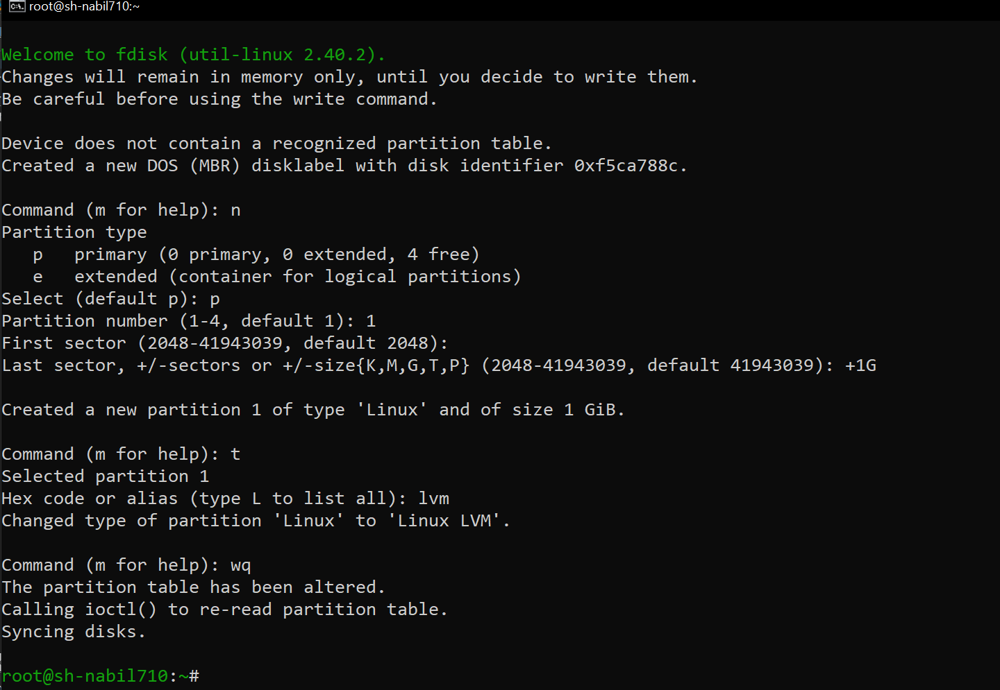 root@sh-nabil710:~
Welcome to fdisk (util-linux 2.40.2).
Changes will remain in memory only, until you decide to write them.
Be careful before using the write command.
Device does not contain a recognized partition table.
Created a new DOS (MBR) disklabel with disk identifier 0xf5ca788c.
Command (m for help): n
Partition type
   p   primary (0 primary, 0 extended, 4 free)
   e   extended (container for logical partitions)
Select (default p): p
Partition number (1-4, default 1): 1
First sector (2048-41943039, default 2048):
Last sector, +/-sectors or +/-size{K,M,G,T,P} (2048-41943039, default 41943039): +1G
Created a new partition 1 of type 'Linux' and of size 1 GiB.
Command (m for help): t
Selected partition 1
Hex code or alias (type L to list all): lvm
Changed type of partition 'Linux' to 'Linux LVM'.
Command (m for help): wq
The partition table has been altered.
Calling ioctl() to re-read partition table.
Syncing disks.
root@sh-nabil710:~#